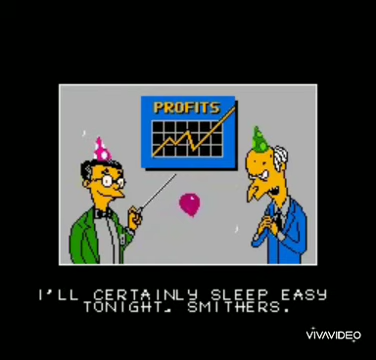 PROFITS
I'LL CERTAINLY SLEEP EASY
TONIGHT, SMITHERS.
VIVAVIDEO